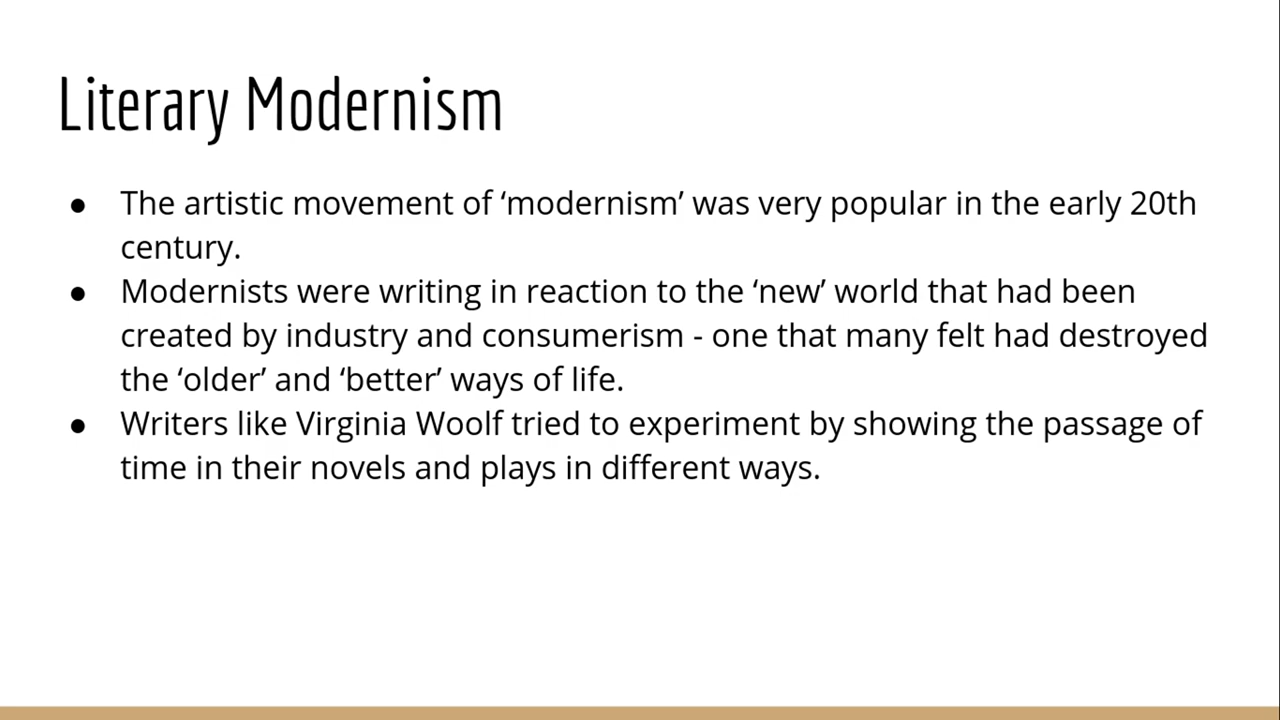 Literary Modernism
● The artistic movement of ‘modernism’ was very popular in the early 20th
century.
● Modernists were writing in reaction to the ‘new’ world that had been
created by industry and consumerism - one that many felt had destroyed
the ‘older’ and ‘better’ ways of life.
● Writers like Virginia Woolf tried to experiment by showing the passage of
time in their novels and plays in different ways.